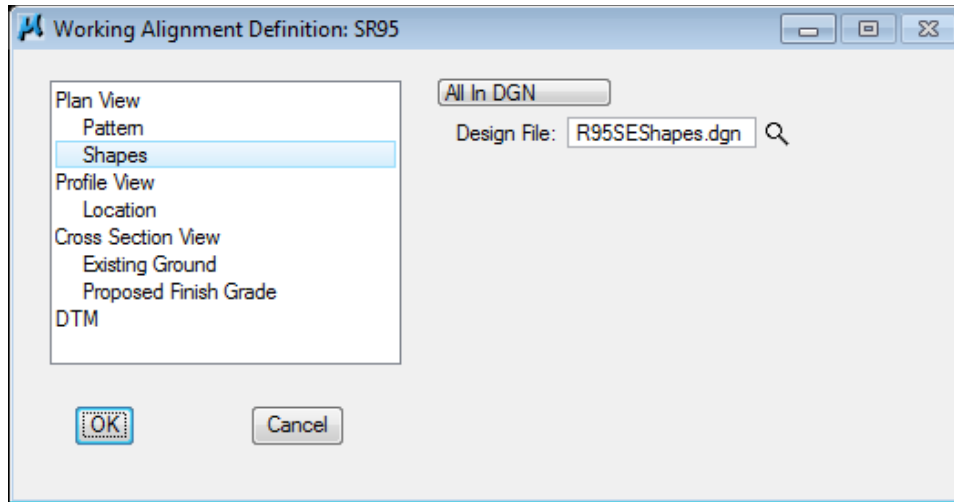 Working Alignment Definition: SR95
Plan View
Pattern
Shapes
Profile View
Location
Cross Section View
Existing Ground
Proposed Finish Grade
DTM
All In DGN
Design File: R95SEShapes.dgn
OK Cancel